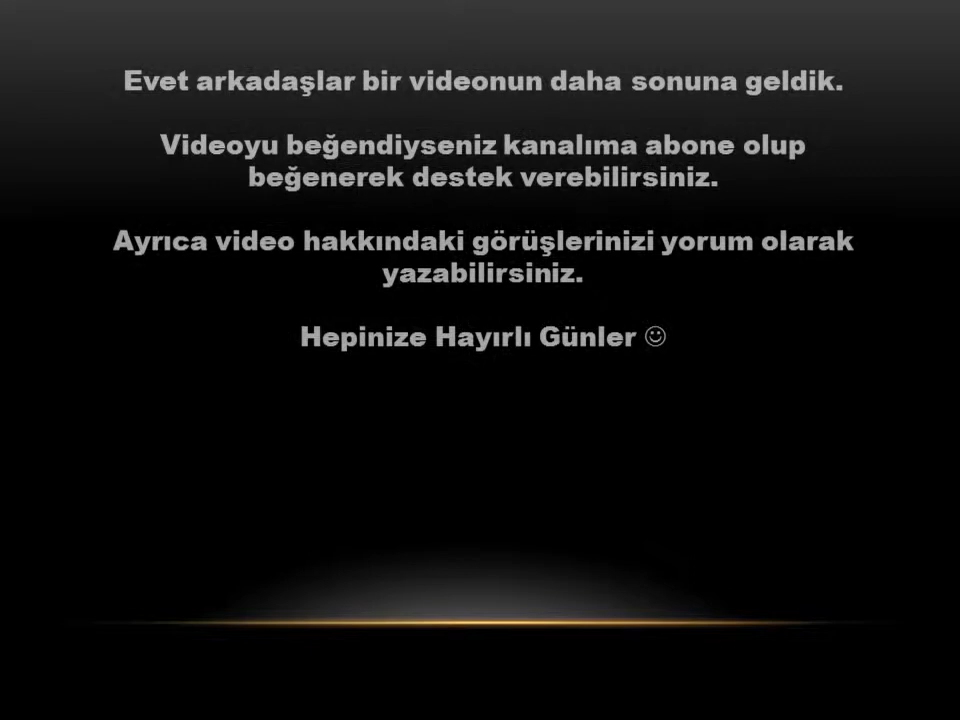 Evet arkadaşlar bir videonun daha sonuna geldik.
Videoyu beğendiyseniz kanalıma abone olup
beğenerek destek verebilirsiniz.
Ayrıca video hakkındaki görüşlerinizi yorum olarak
yazabilirsiniz.
Hepinize Hayırlı Günler ☺